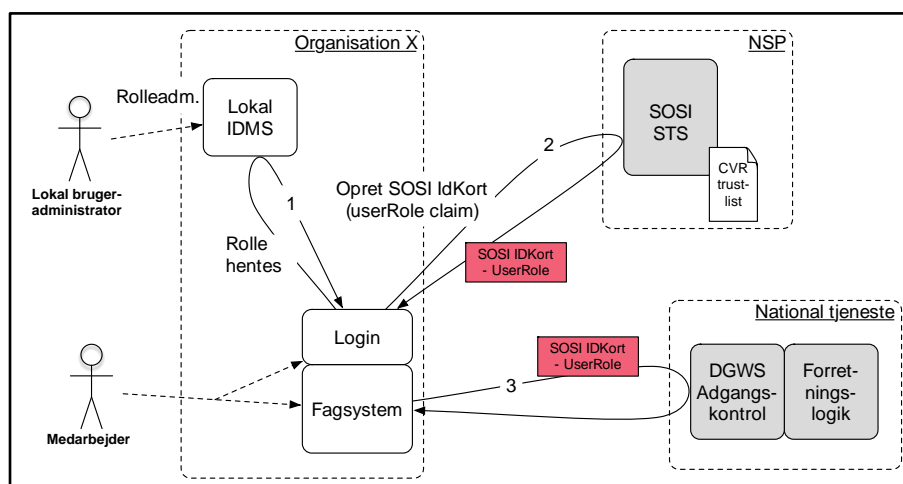 Organisation X
NSP
Rolleadm.
Lokal
IDMS
SOSI
STS
CVR
trust-
list
Lokal bruger-
administrator
1
2
Opret SOSI IdKort
(userRole claim)
Rolle
hentes
SOSI IDKort
- UserRole
National tjeneste
Login
SOSI IDKort
- UserRole
DGWS
Adgangs-
kontrol
Forret-
nings-
logik
3
Fagsystem
Medarbejder